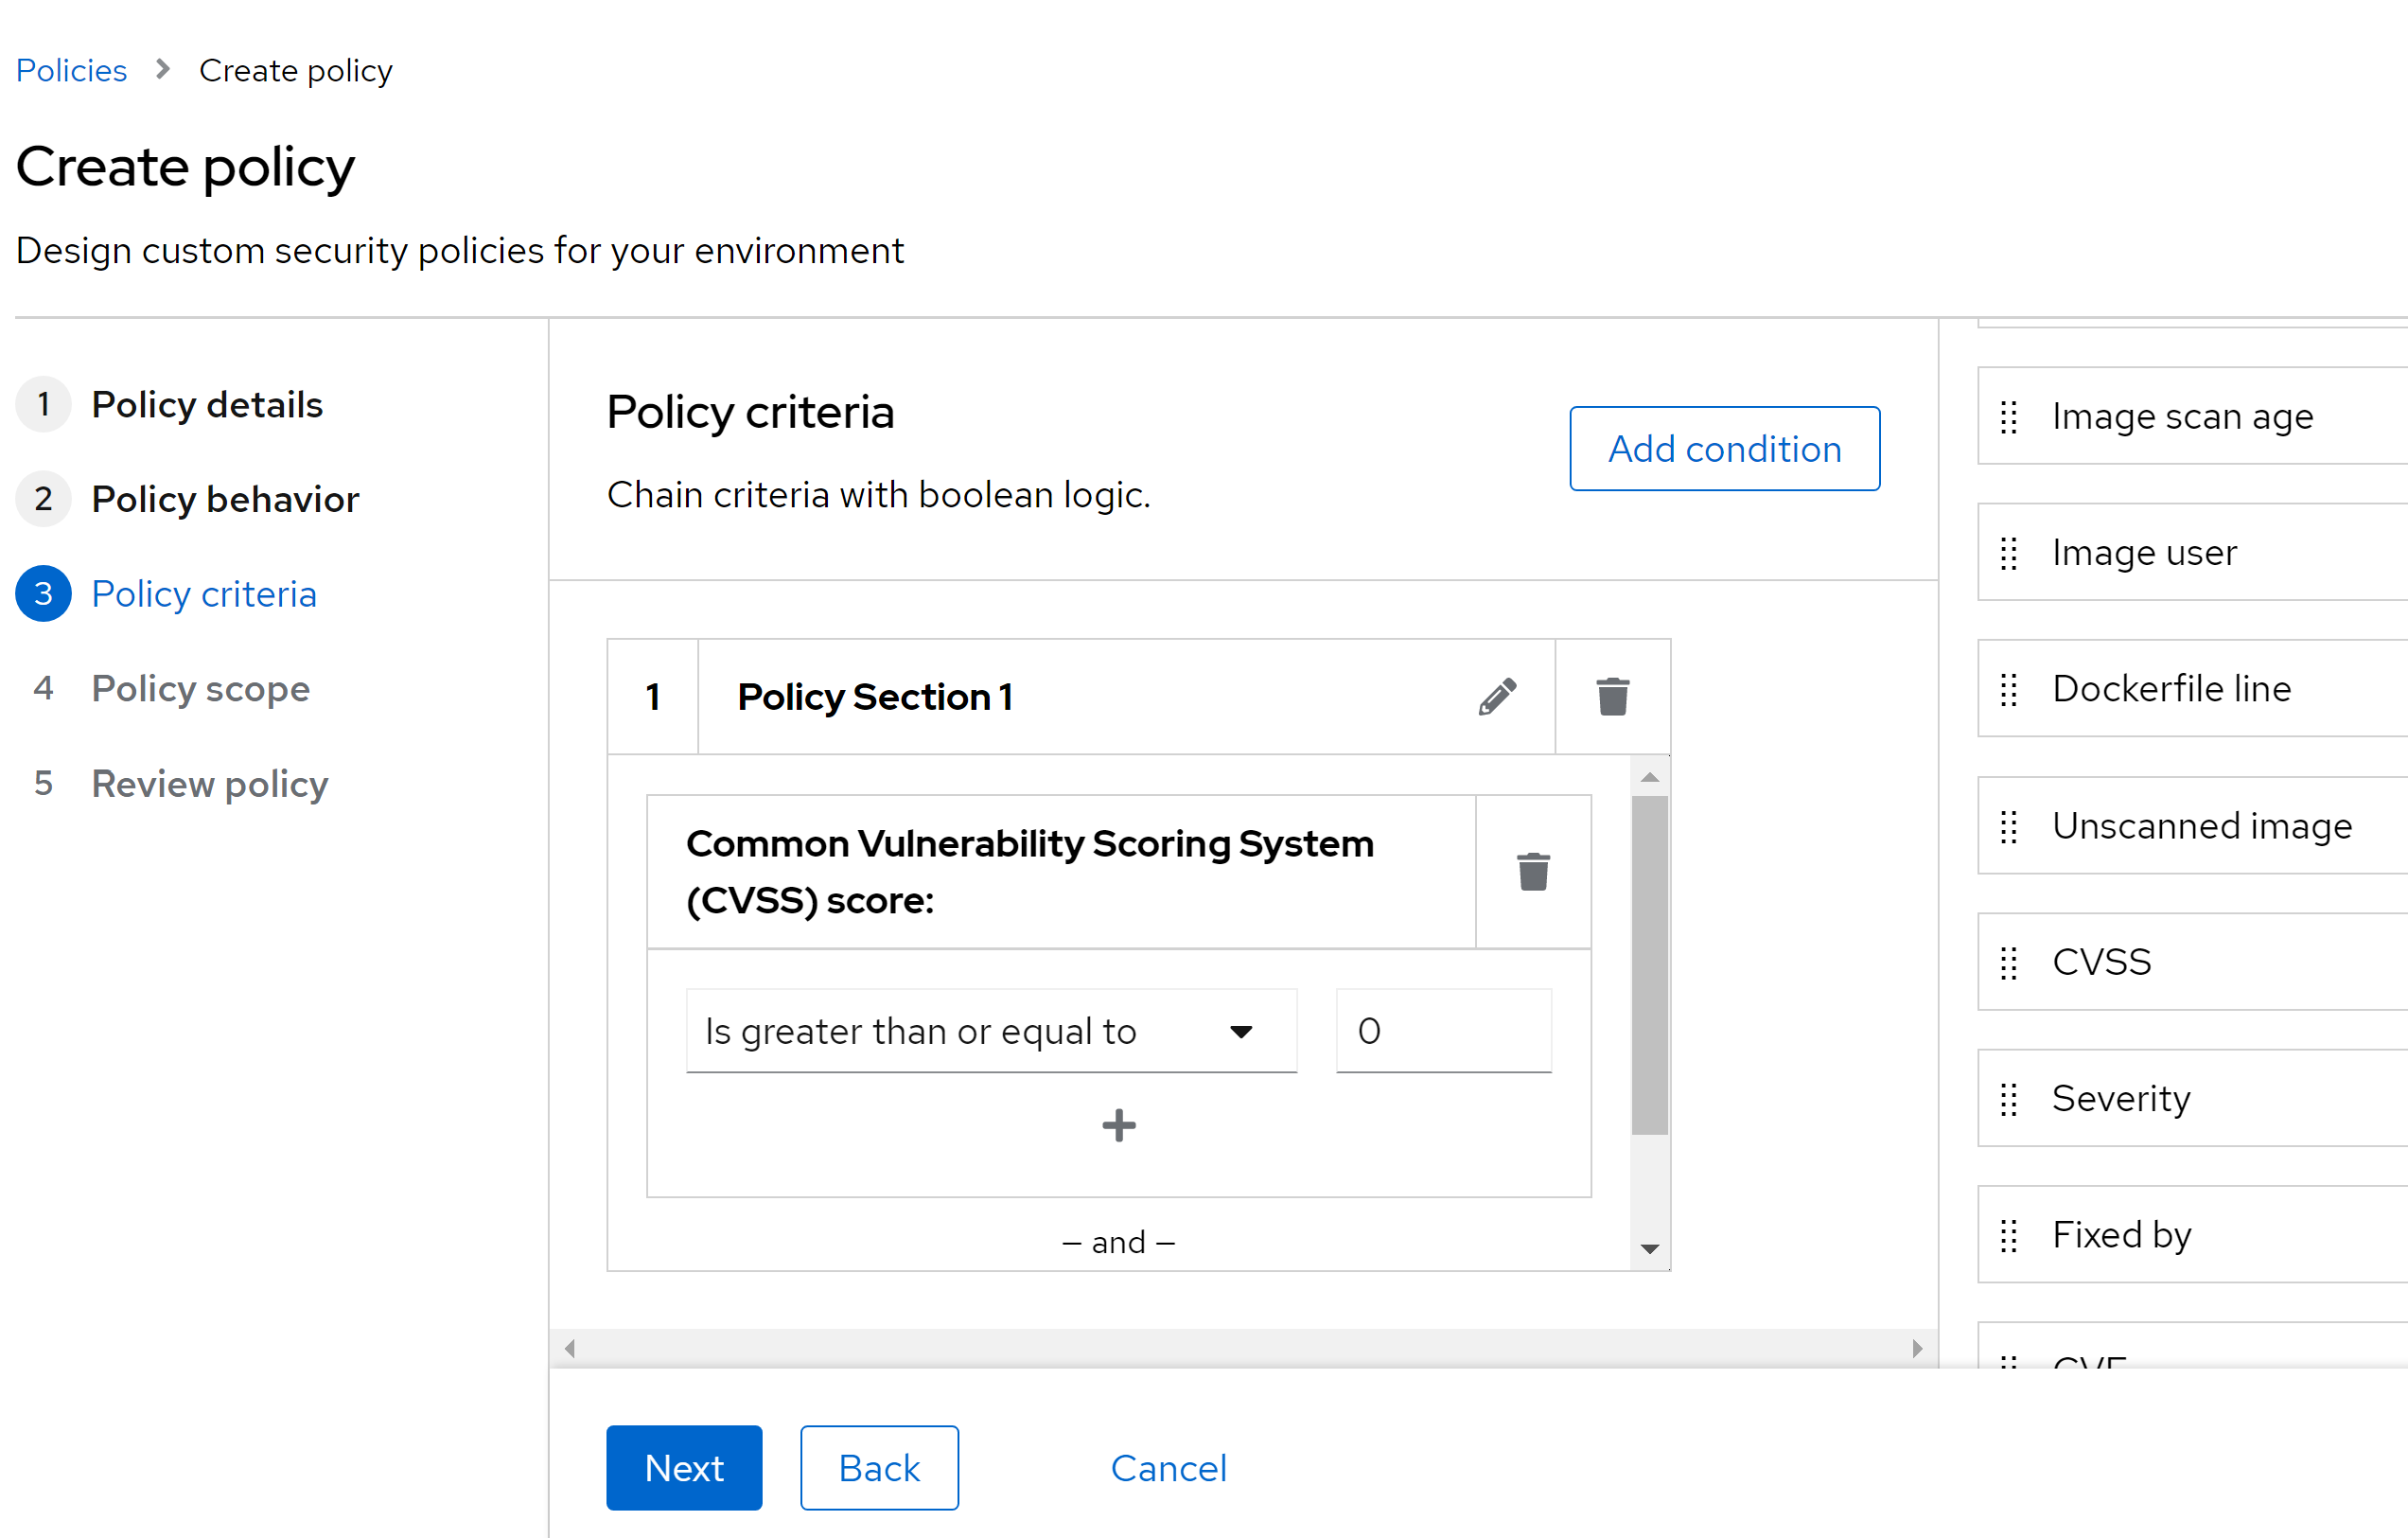 Policies > Create policy
Create policy
Design custom security policies for your environment
1 Policy details
2 Policy behavior
3 Policy criteria
4 Policy scope
5 Review policy
Policy criteria
Chain criteria with boolean logic.
Add condition
1 Policy Section 1
Common Vulnerability Scoring System
(CVSS) score:
Is greater than or equal to 0
— and —
Image scan age
Image user
Dockerfile line
Unscanned image
CVSS
Severity
Fixed by
CVE
Next Back Cancel